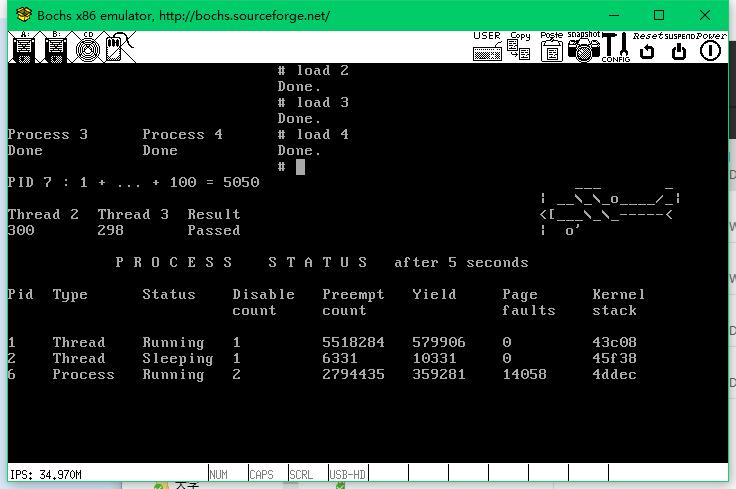 Bochs x86 emulator, http://bochs.sourceforge.net/
A: B: CD USER Copy Paste snapshot CONFIG Reset SUSPEND Power
# load 2
Done.
# load 3
Done.
Process 3 Process 4 # load 4
Done Done Done.
#
PID 7 : 1 + ... + 100 = 5050
Thread 2 Thread 3 Result
300 298 Passed
P R O C E S S S T A T U S after 5 seconds
Pid Type Status Disable Preempt Yield Page Kernel
count count faults stack
1 Thread Running 1 5518284 579906 0 43c08
2 Thread Sleeping 1 6331 10331 0 45f38
6 Process Running 2 2794435 359281 14058 4ddec
IPS: 34.970M NUM CAPS SCRL USB-HD